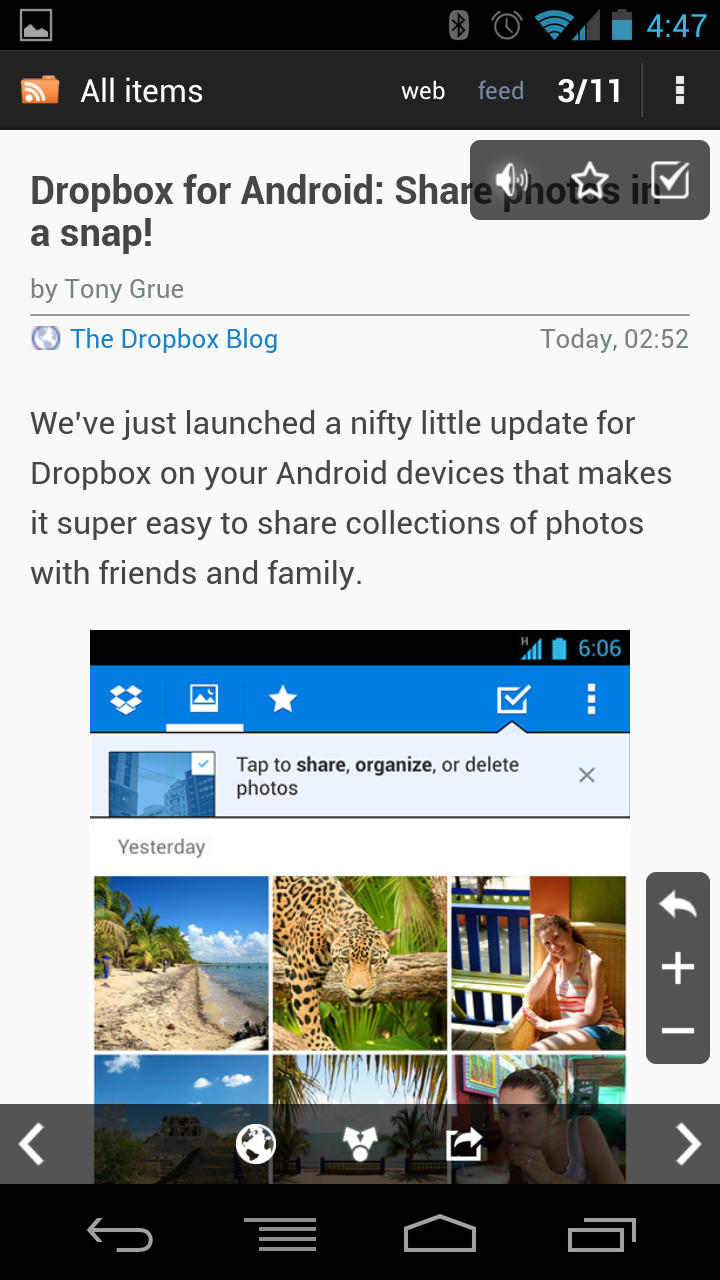 4:47
All items
web feed 3/11
Dropbox for Android: Share photos in
a snap!
by Tony Grue
The Dropbox Blog Today, 02:52
We've just launched a nifty little update for
Dropbox on your Android devices that makes
it super easy to share collections of photos
with friends and family.
H 6:06
Tap to share, organize, or delete
photos
Yesterday